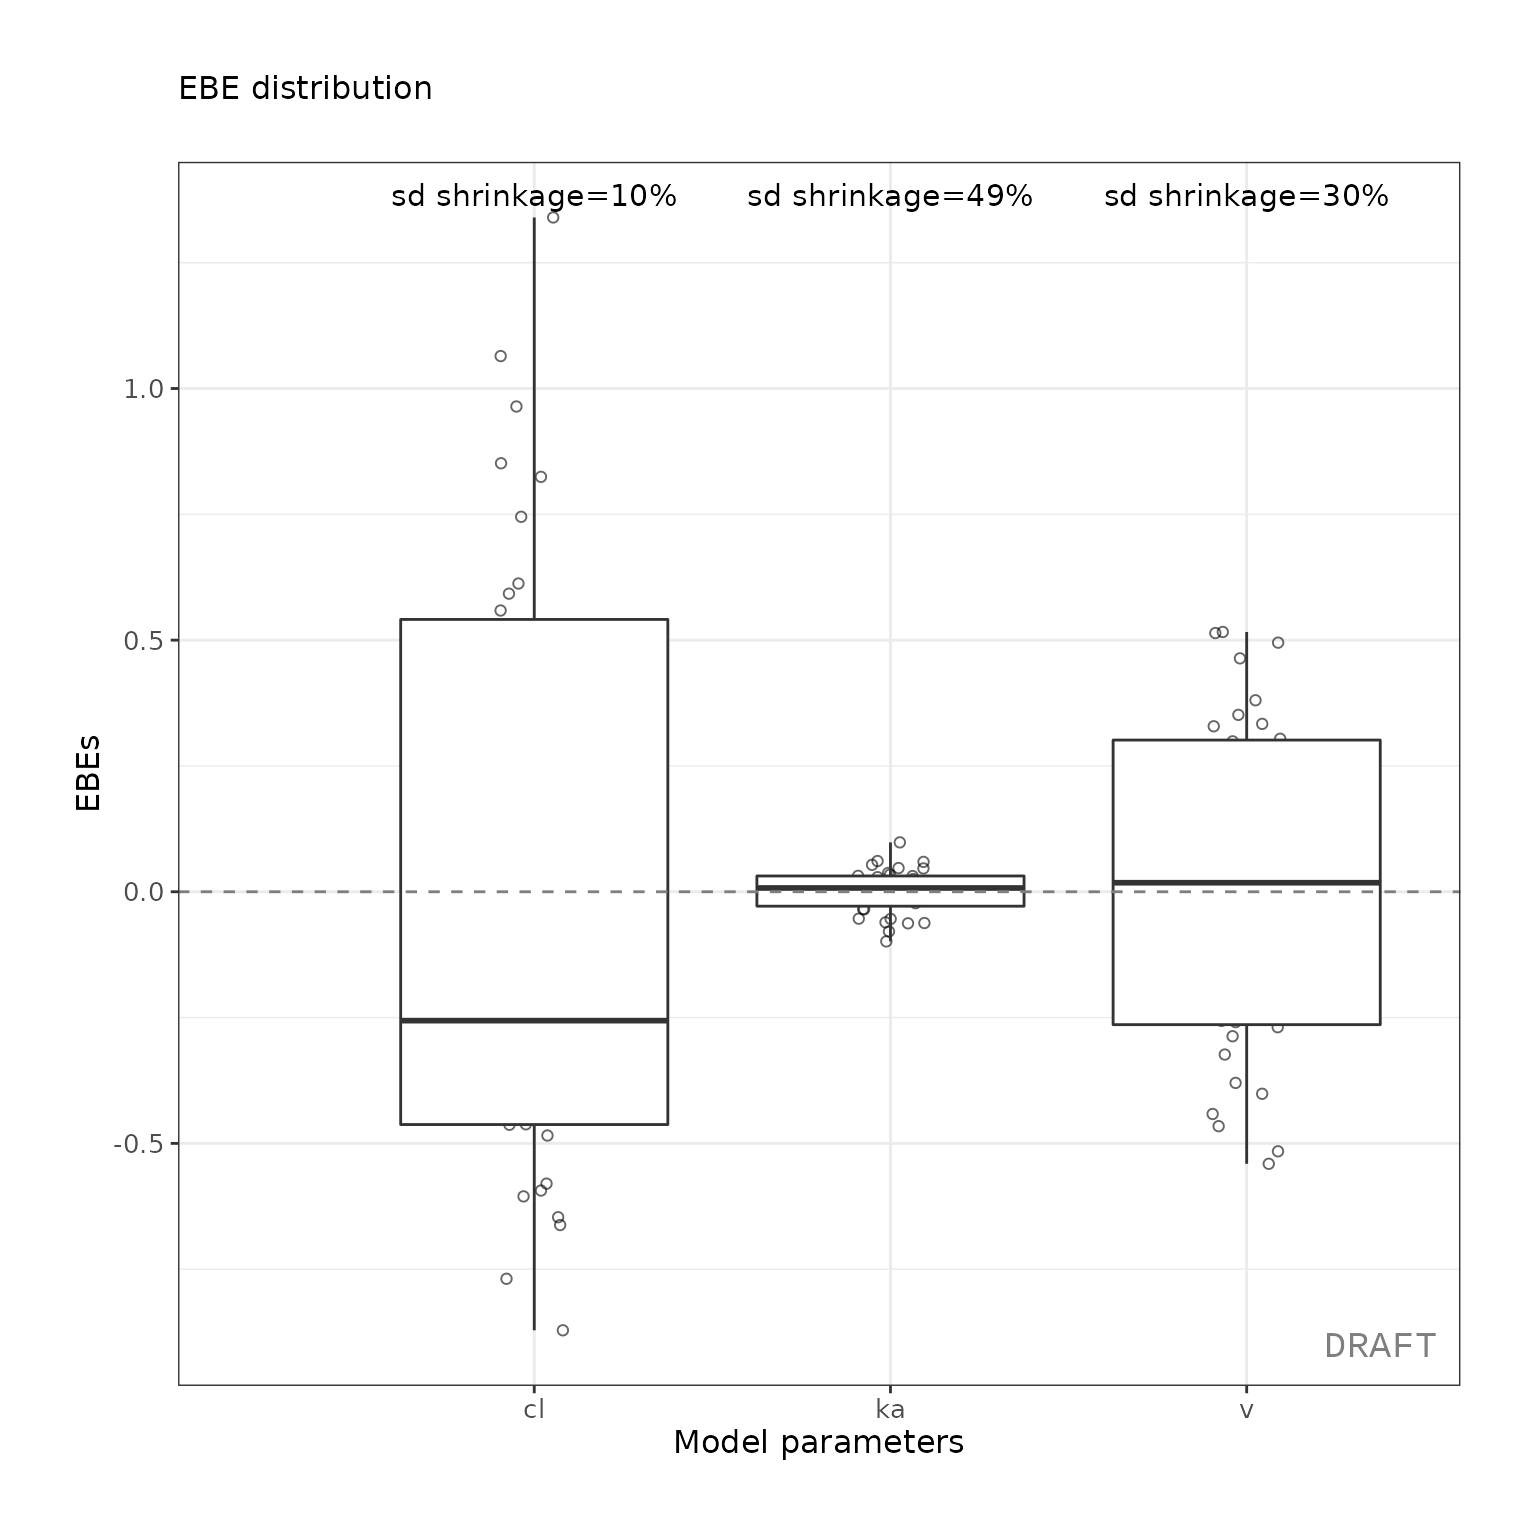 EBE distribution
sd shrinkage=10% sd shrinkage=49% sd shrinkage=30%
1.0
0.5
0.0
-0.5
EBEs
DRAFT
cl ka v
Model parameters